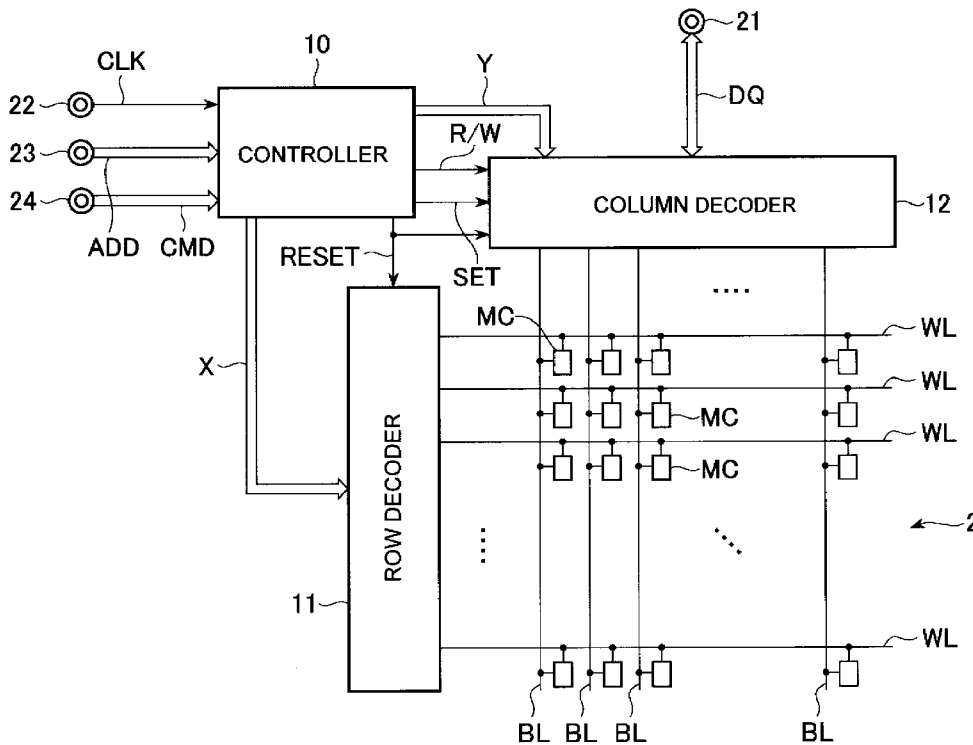 10
21
CLK
Y
22
DQ
R/W
23
CONTROLLER
24
COLUMN DECODER
12
ADD
CMD
RESET
SET
MC
WL
X
WL
MC
WL
ROW DECODER
MC
2
11
WL
BL
BL
BL
BL